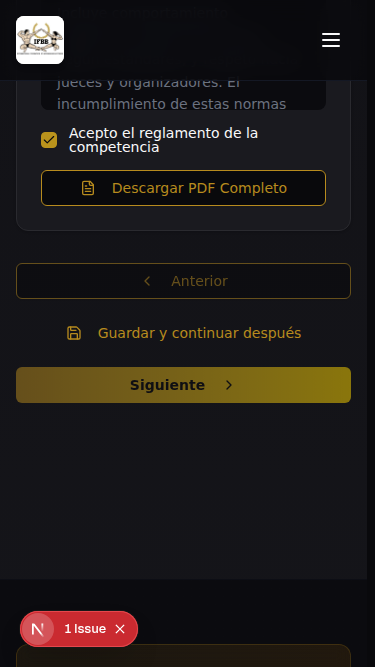 IFBB
jueces y organizadores. El
incumplimiento de estas normas
Acepto el reglamento de la
competencia
Descargar PDF Completo
Anterior
Guardar y continuar después
Siguiente
N
1 Issue